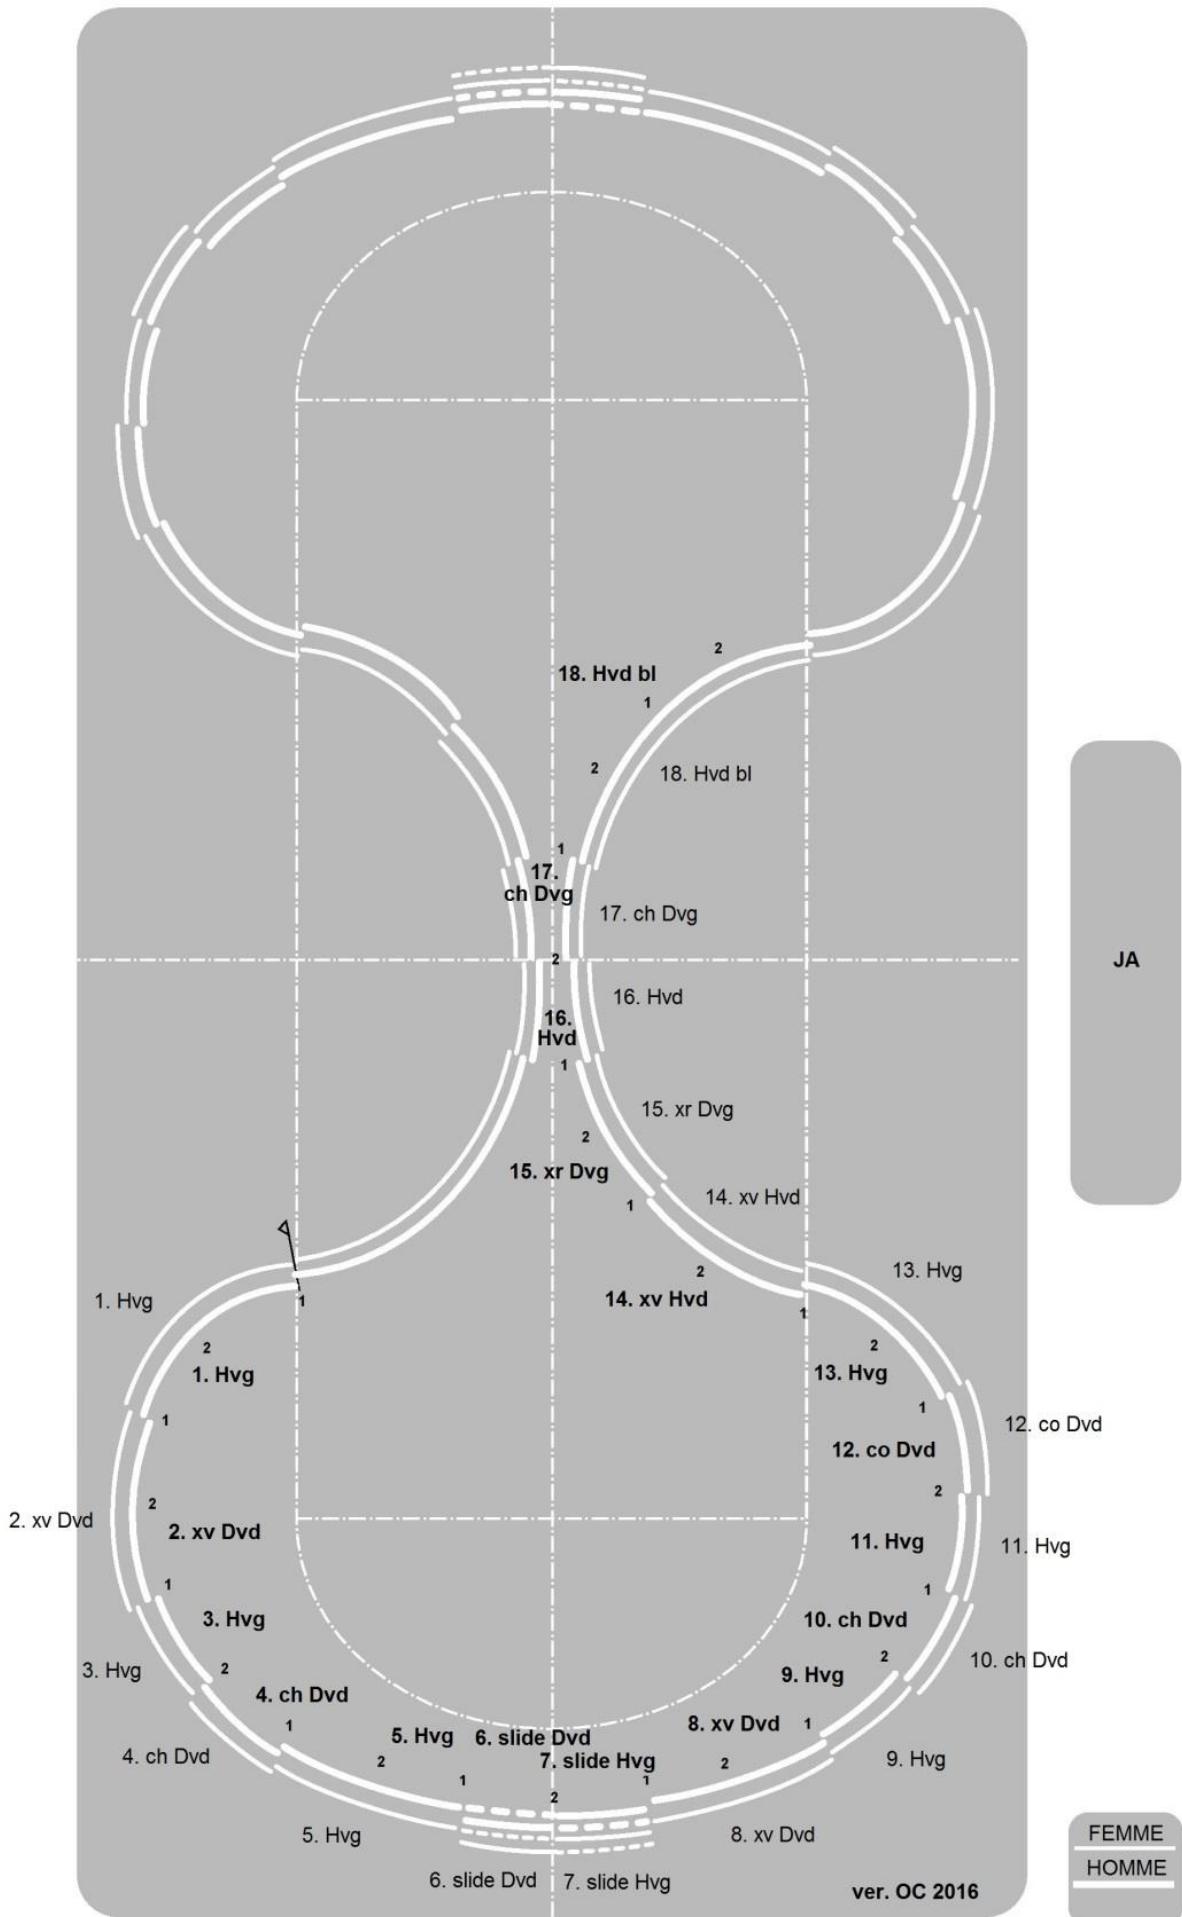 2
18. Hvd bl
1
2
18. Hvd bl
1
17.
ch Dvg
17. ch Dvg
2
JA
16. Hvd
16.
Hvd
1
15. xr Dvg
2
15. xr Dvg
14. xv Hvd
1
13. Hvg
2
1. Hvg
1
14. xv Hvd
1
2
2
1. Hvg
13. Hvg
1
1
12. co Dvd
12. co Dvd
2
2
2. xv Dvd
2. xv Dvd
11. Hvg
11. Hvg
1
1
3. Hvg
10. ch Dvd
2
10. ch Dvd
3. Hvg
2
9. Hvg
4. ch Dvd
1
8. xv Dvd
1
5. Hvg
6. slide Dvd
4. ch Dvd
2
7. slide Hvg
2
9. Hvg
1
1
2
5. Hvg
8. xv Dvd
FEMME
HOMME
6. slide Dvd
7. slide Hvg
ver. OC 2016